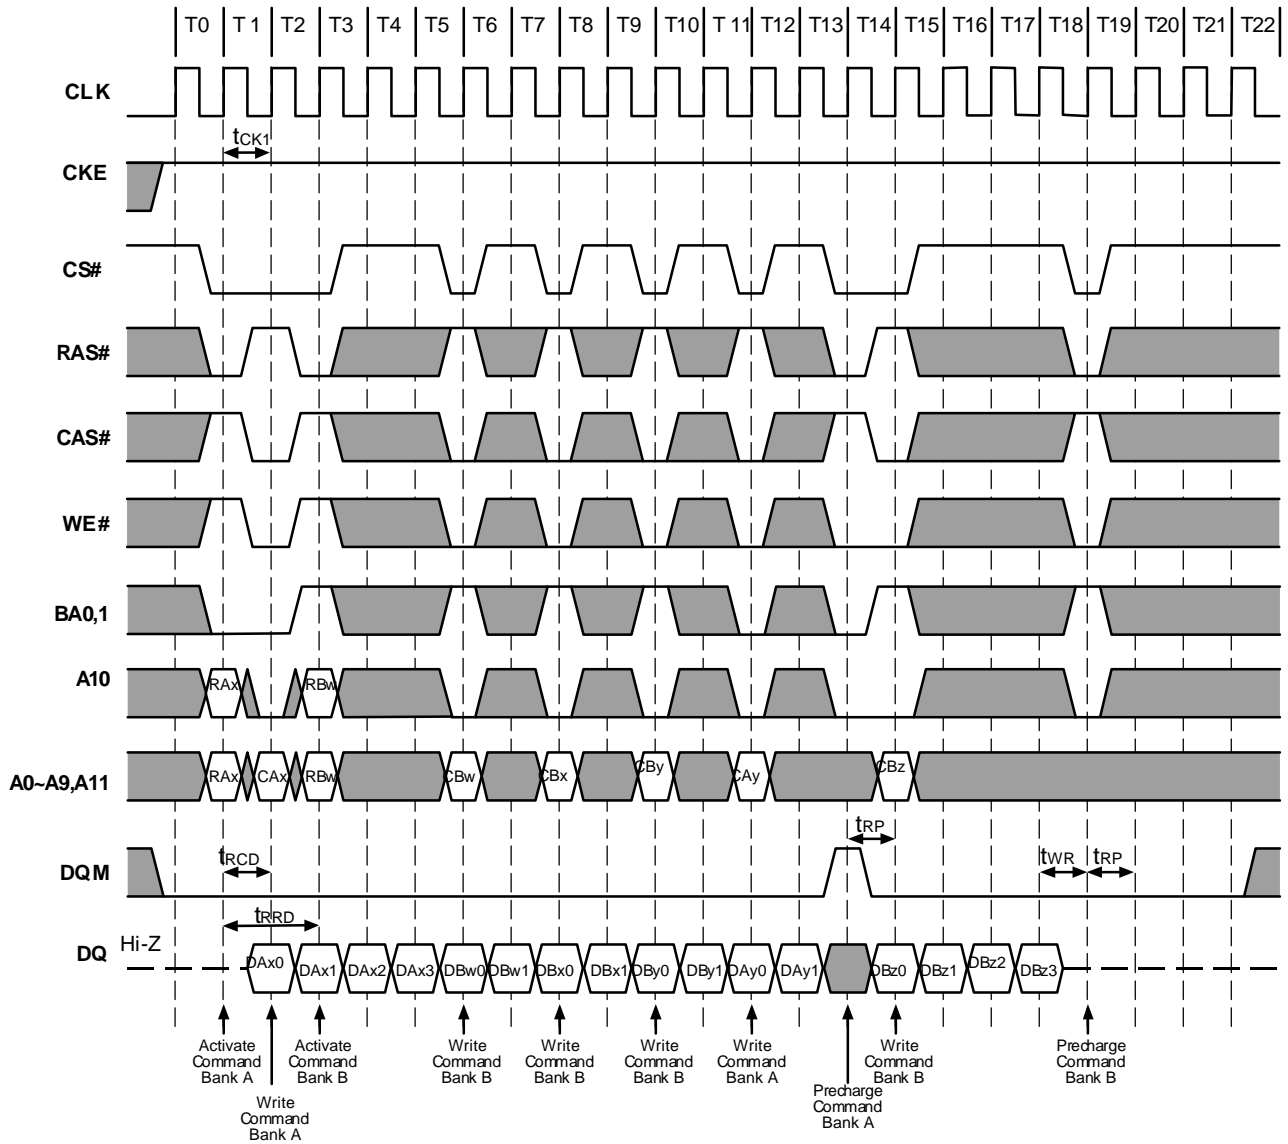 T0 T 1 T2 T3 T4 T5 T6 T7 T8 T9 T10 T 11 T12 T13 T14 T15 T16 T17 T18 T19 T20 T21 T22
CLK
tCK1
CKE
CS#
RAS#
CAS#
WE#
BA0,1
A10
RAx RBw
A0~A9,A11
RAx CAx RBw CBw CBx CBy CAy CBz
tRP
DQM
tRCD
tWR tRP
tRRD
DQ
Hi-Z
DAx0 DAx1 DAx2 DAx3 DBw0 DBw1 DBx0 DBx1 DBy0 DBy1 DAy0 DAy1 DBz0 DBz1 DBz2 DBz3
Activate
Command
Bank A
Write
Command
Bank A
Activate
Command
Bank B
Write
Command
Bank B
Write
Command
Bank B
Write
Command
Bank B
Write
Command
Bank A
Precharge
Command
Bank A
Write
Command
Bank B
Precharge
Command
Bank B